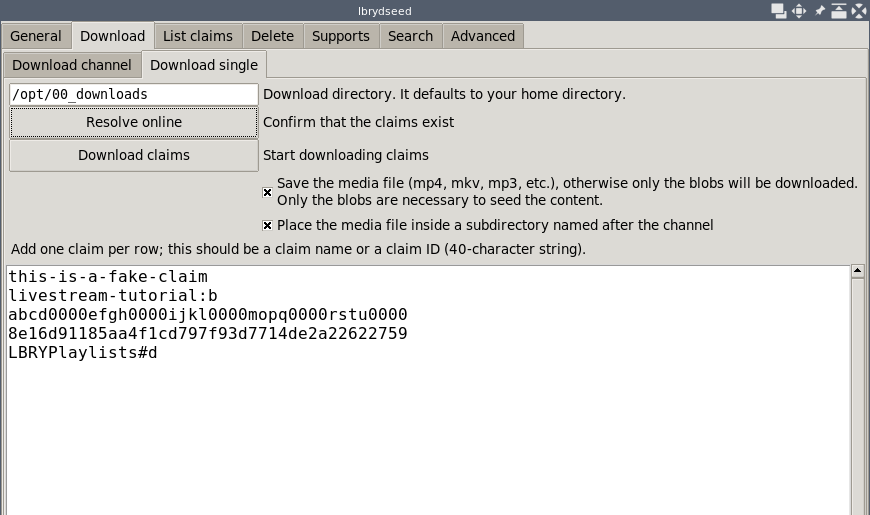 lbrydseed
General Download List claims Delete Supports Search Advanced
Download channel Download single
/opt/00_downloads Download directory. It defaults to your home directory.
Resolve online Confirm that the claims exist
Download claims Start downloading claims
Save the media file (mp4, mkv, mp3, etc.), otherwise only the blobs will be downloaded.
Only the blobs are necessary to seed the content.
Place the media file inside a subdirectory named after the channel
Add one claim per row; this should be a claim name or a claim ID (40-character string).
this-is-a-fake-claim
livestream-tutorial:b
abcd0000efgh0000ijkl0000mopq0000rstu0000
8e16d91185aa4f1cd797f93d7714de2a22622759
LBRYPlaylists#d